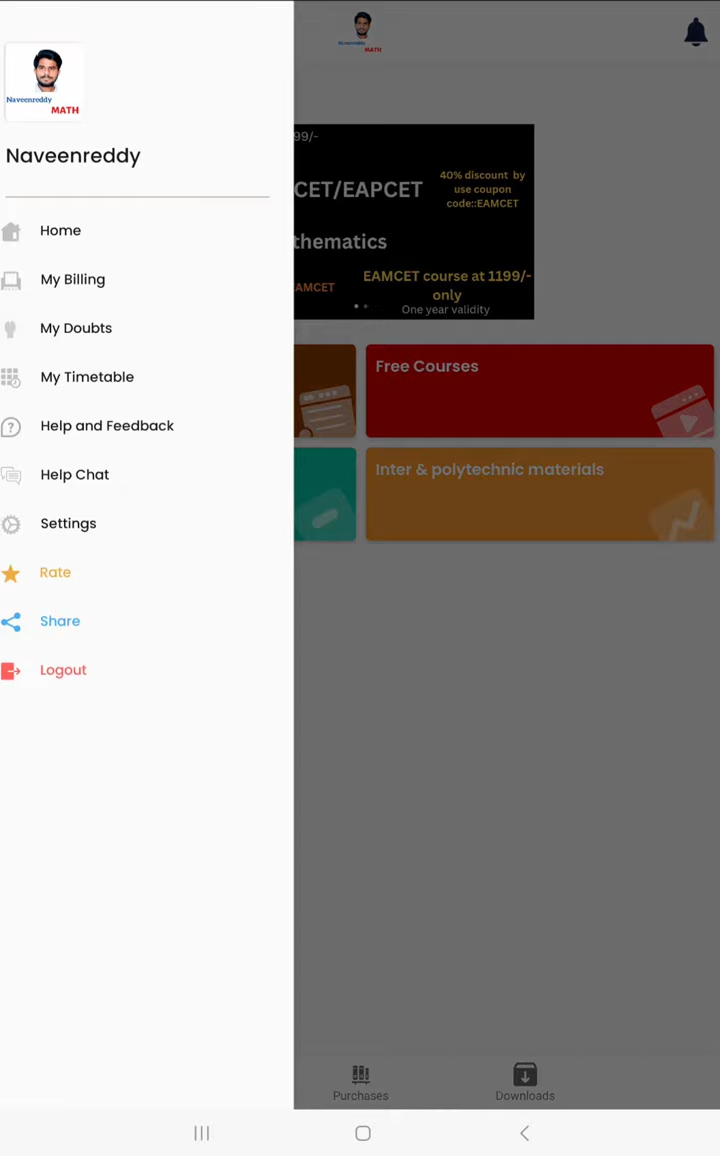 Naveenreddy
MATH
Naveenreddy
Home
My Billing
My Doubts
My Timetable
Help and Feedback
Help Chat
Settings
Rate
Share
Logout
Naveenreddy
MATH
99/-
CET/EAPCET
40% discount by
use coupon
code::EAMCET
thematics
AMCET
EAMCET course at 1199/-
only
One year validity
Free Courses
Inter & polytechnic materials
Purchases
Downloads